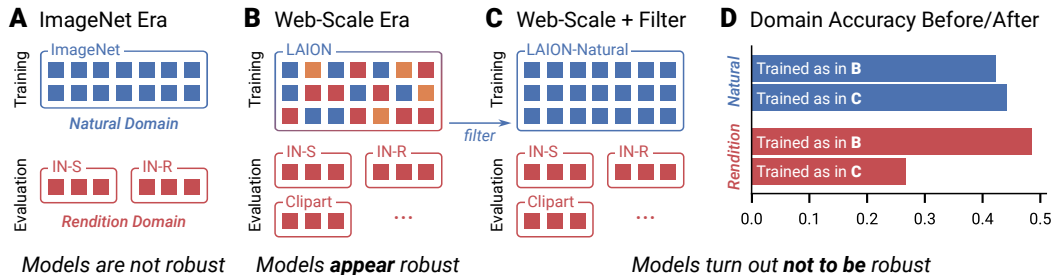 A ImageNet Era
Training
ImageNet
Natural Domain
Evaluation
IN-S
IN-R
Rendition Domain
Models are not robust
B Web-Scale Era
Training
LAION
filter
Evaluation
IN-S
IN-R
Clipart
...
Models appear robust
C Web-Scale + Filter
Training
LAION-Natural
Evaluation
IN-S
IN-R
Clipart
...
D Domain Accuracy Before/After
Natural
Trained as in B
Trained as in C
Rendition
Trained as in B
Trained as in C
0.0 0.1 0.2 0.3 0.4 0.5
Models turn out not to be robust